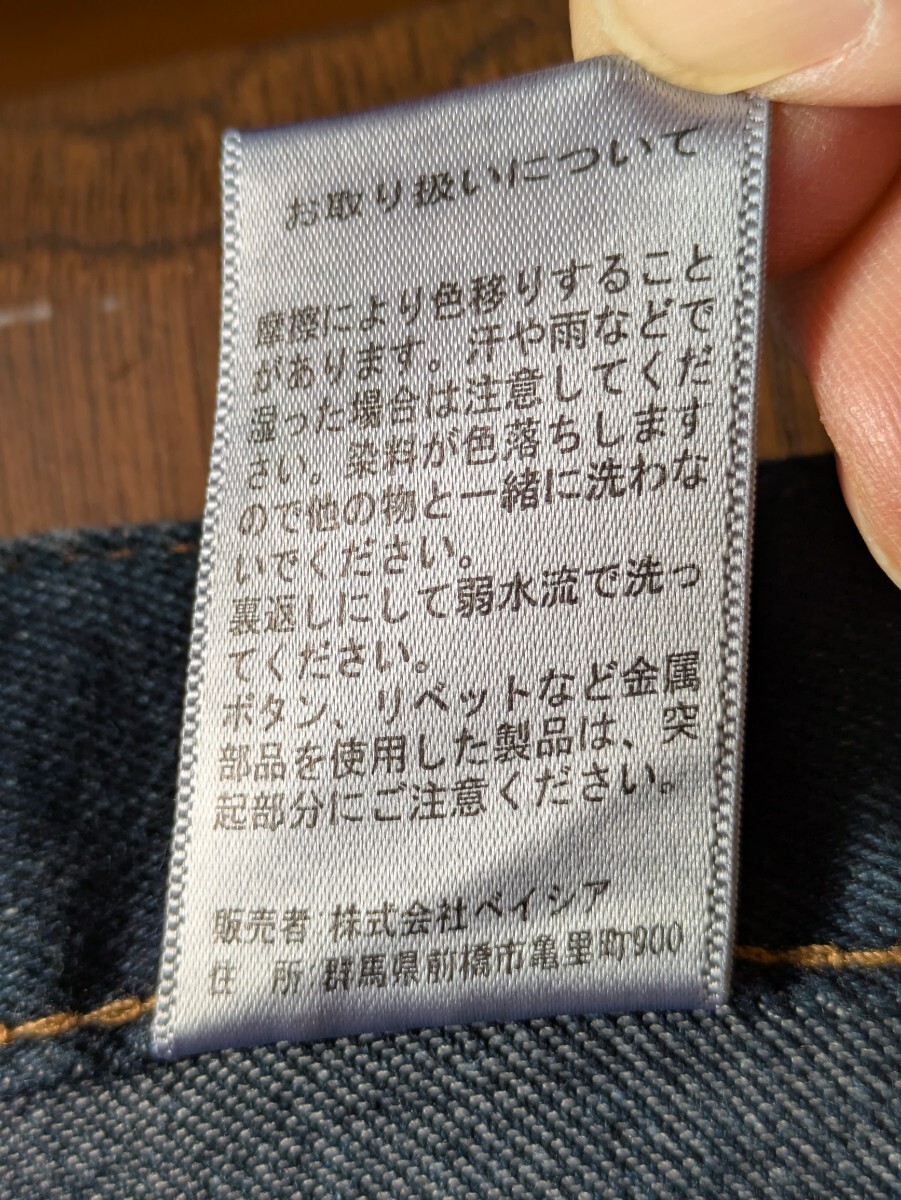 お取り扱いについて
摩擦により色移りすること
があります。汗や雨などで
湿った場合は注意してくだ
さい。染料が色落ちします
ので他の物と一緒に洗わな
いでください。
裏返しにして弱水流で洗っ
てください。
ボタン、リベットなど金属
部品を使用した製品は、突
起部分にご注意ください。
販売者 株式会社ベイシア
住 所 群馬県前橋市亀里町900